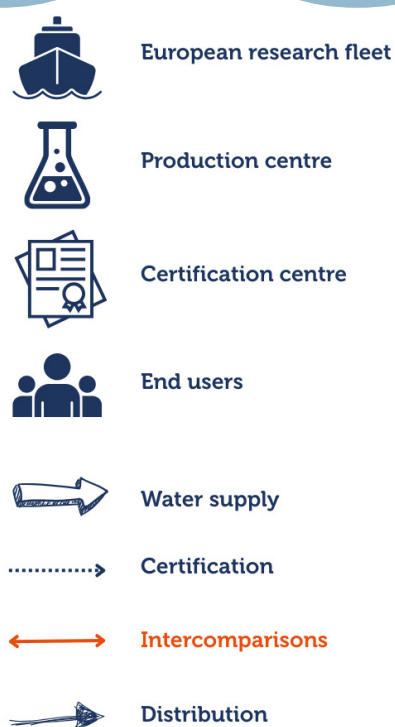 European research fleet
Production centre
Certification centre
End users
Water supply
Certification
Intercomparisons
Distribution